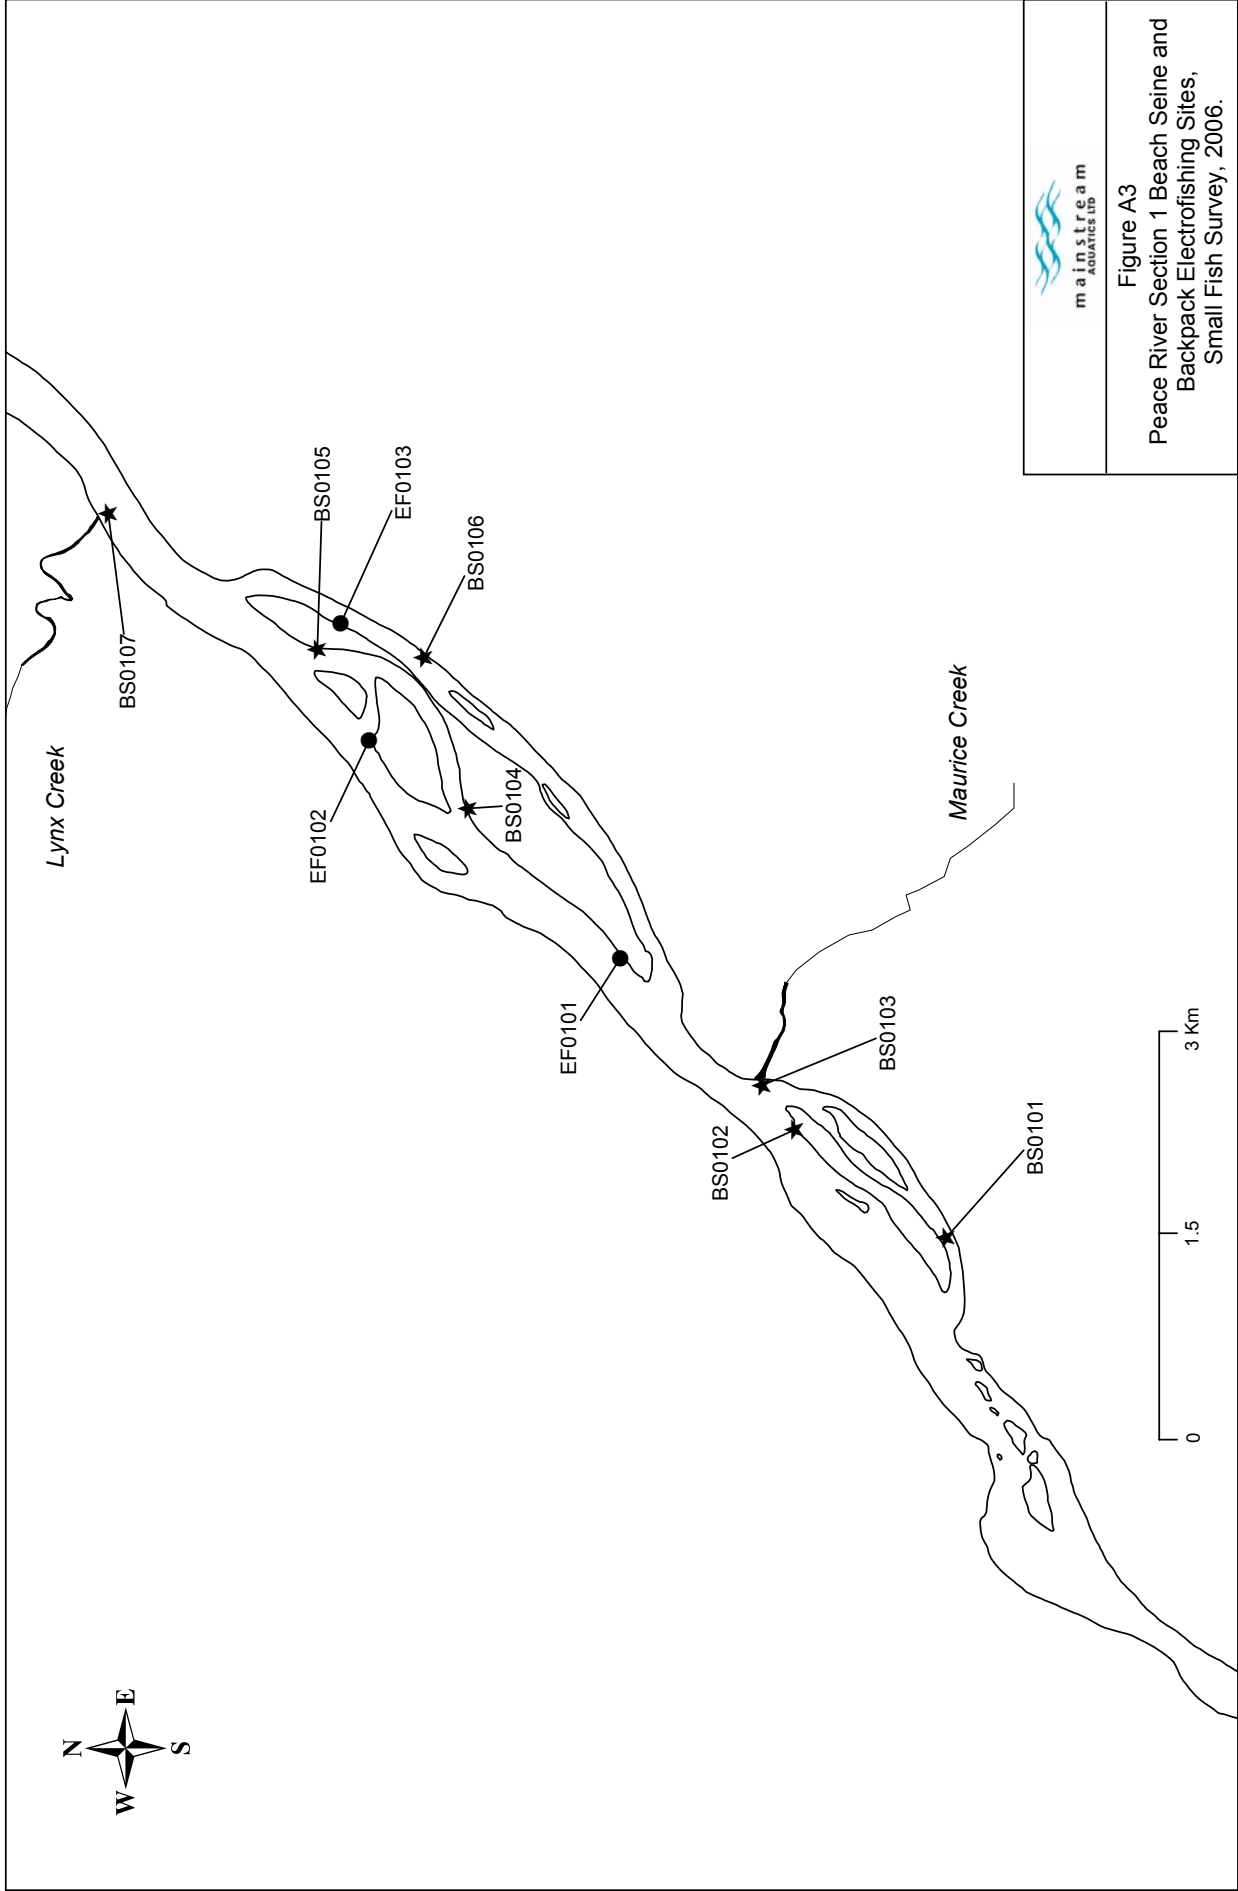 Lynx Creek
BS0107
BS0105
EF0103
BS0106
EF0102
BS0104
EF0101
Maurice Creek
BS0103
BS0102
BS0101
N
W
E
S
0
1.5
3 Km
mainstream
AQUATICS LTD
Figure A3
Peace River Section 1 Beach Seine and
Backpack Electrofishing Sites,
Small Fish Survey, 2006.